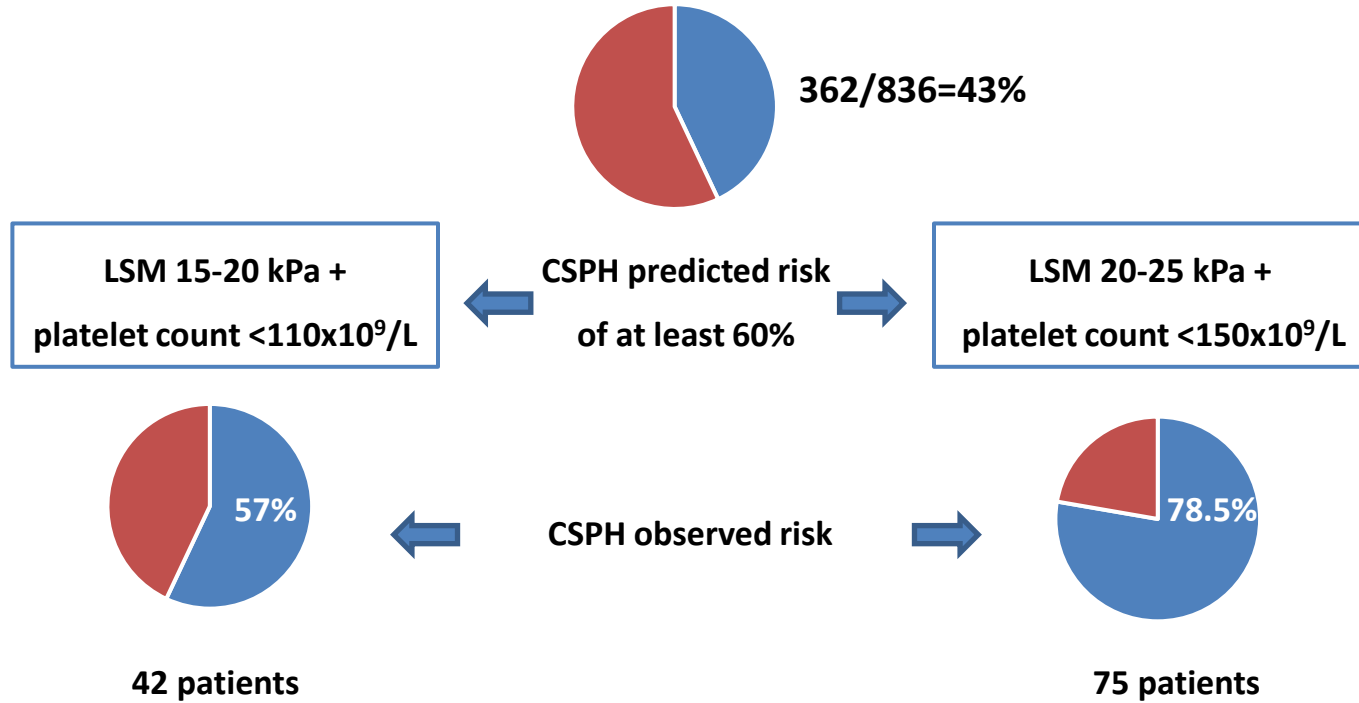 362/836=43%
LSM 15-20 kPa +
platelet count <110x10⁹/L
CSPH predicted risk
of at least 60%
LSM 20-25 kPa +
platelet count <150x10⁹/L
57%
CSPH observed risk
78.5%
42 patients
75 patients